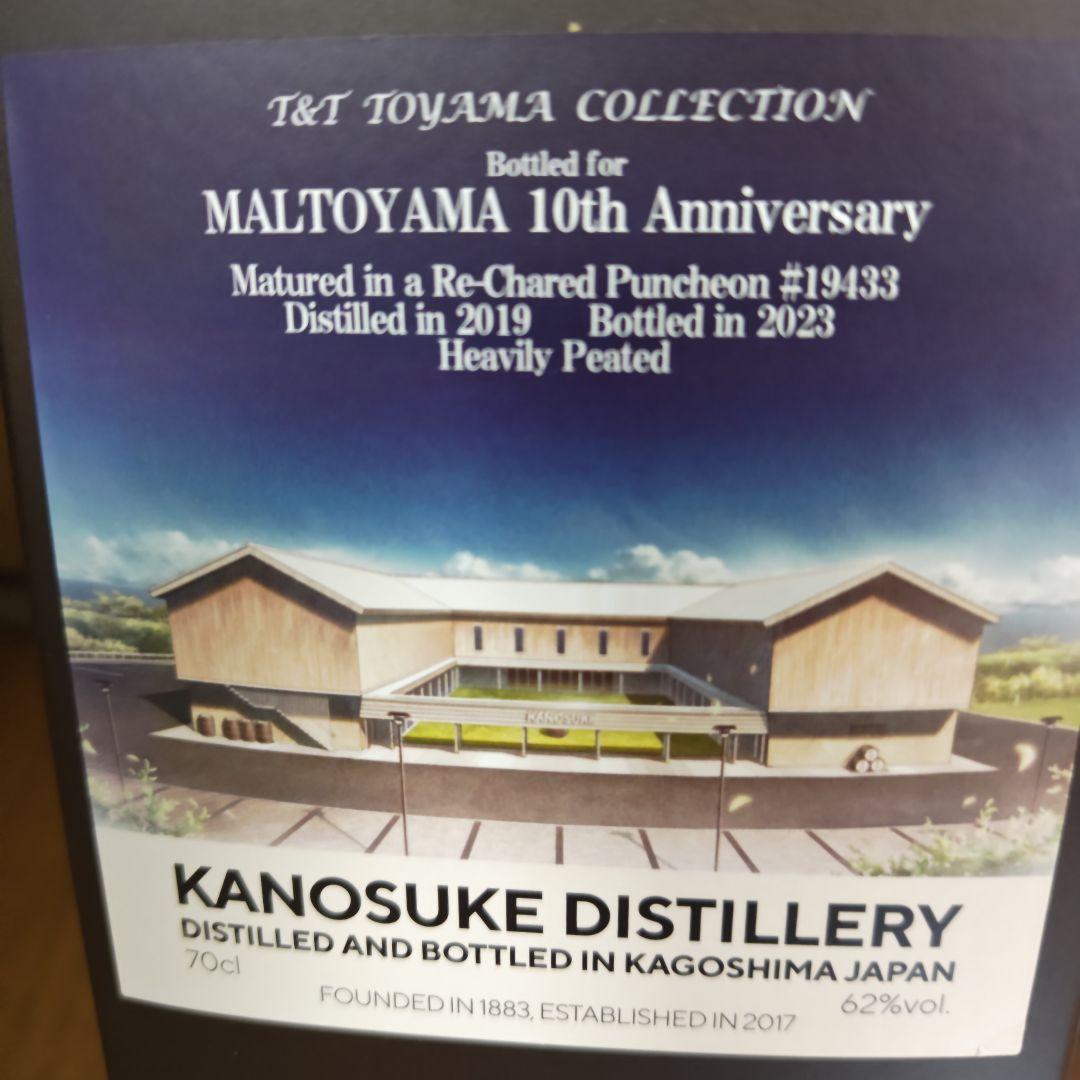 T&T TOYAMA COLLECTION
Bottled for
MALTOYAMA 10th Anniversary
Matured in a Re-Chared Puncheon #19433
Distilled in 2019 Bottled in 2023
Heavily Peated
KANOSUKE
KANOSUKE DISTILLERY
DISTILLED AND BOTTLED IN KAGOSHIMA JAPAN
70cl
62%vol.
FOUNDED IN 1883, ESTABLISHED IN 2017